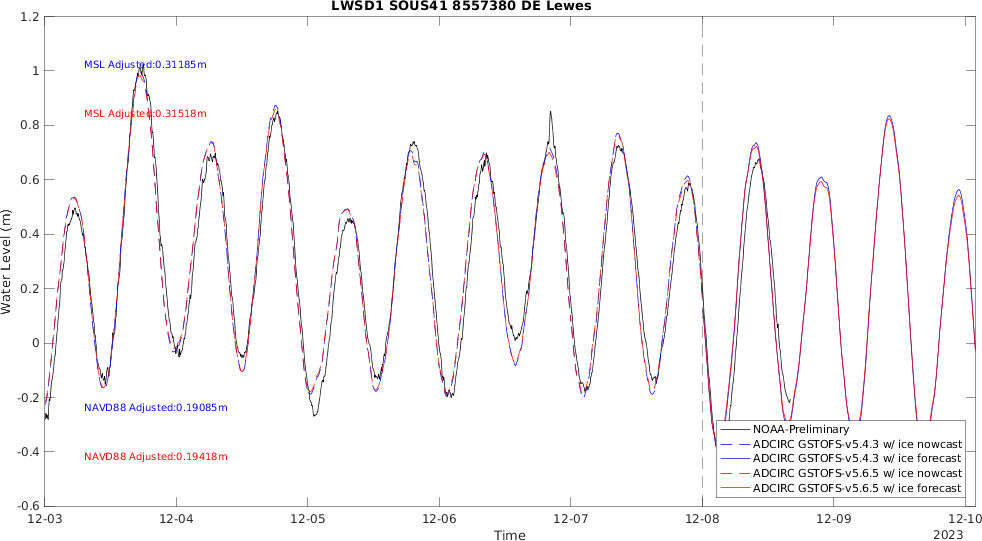 LWSD1 SOUS41 8557380 DE Lewes
1.2
1
0.8
0.6
0.4
0.2
0
-0.2
-0.4
-0.6
Water Level (m)
MSL Adjusted:0.31185m
MSL Adjusted:0.31518m
NAVD88 Adjusted:0.19085m
NAVD88 Adjusted:0.19418m
NOAA-Preliminary
ADCIRC GSTOFS-v5.4.3 w/ ice nowcast
ADCIRC GSTOFS-v5.4.3 w/ ice forecast
ADCIRC GSTOFS-v5.6.5 w/ ice nowcast
ADCIRC GSTOFS-v5.6.5 w/ ice forecast
12-03 12-04 12-05 12-06 12-07 12-08 12-09 12-10
Time
2023